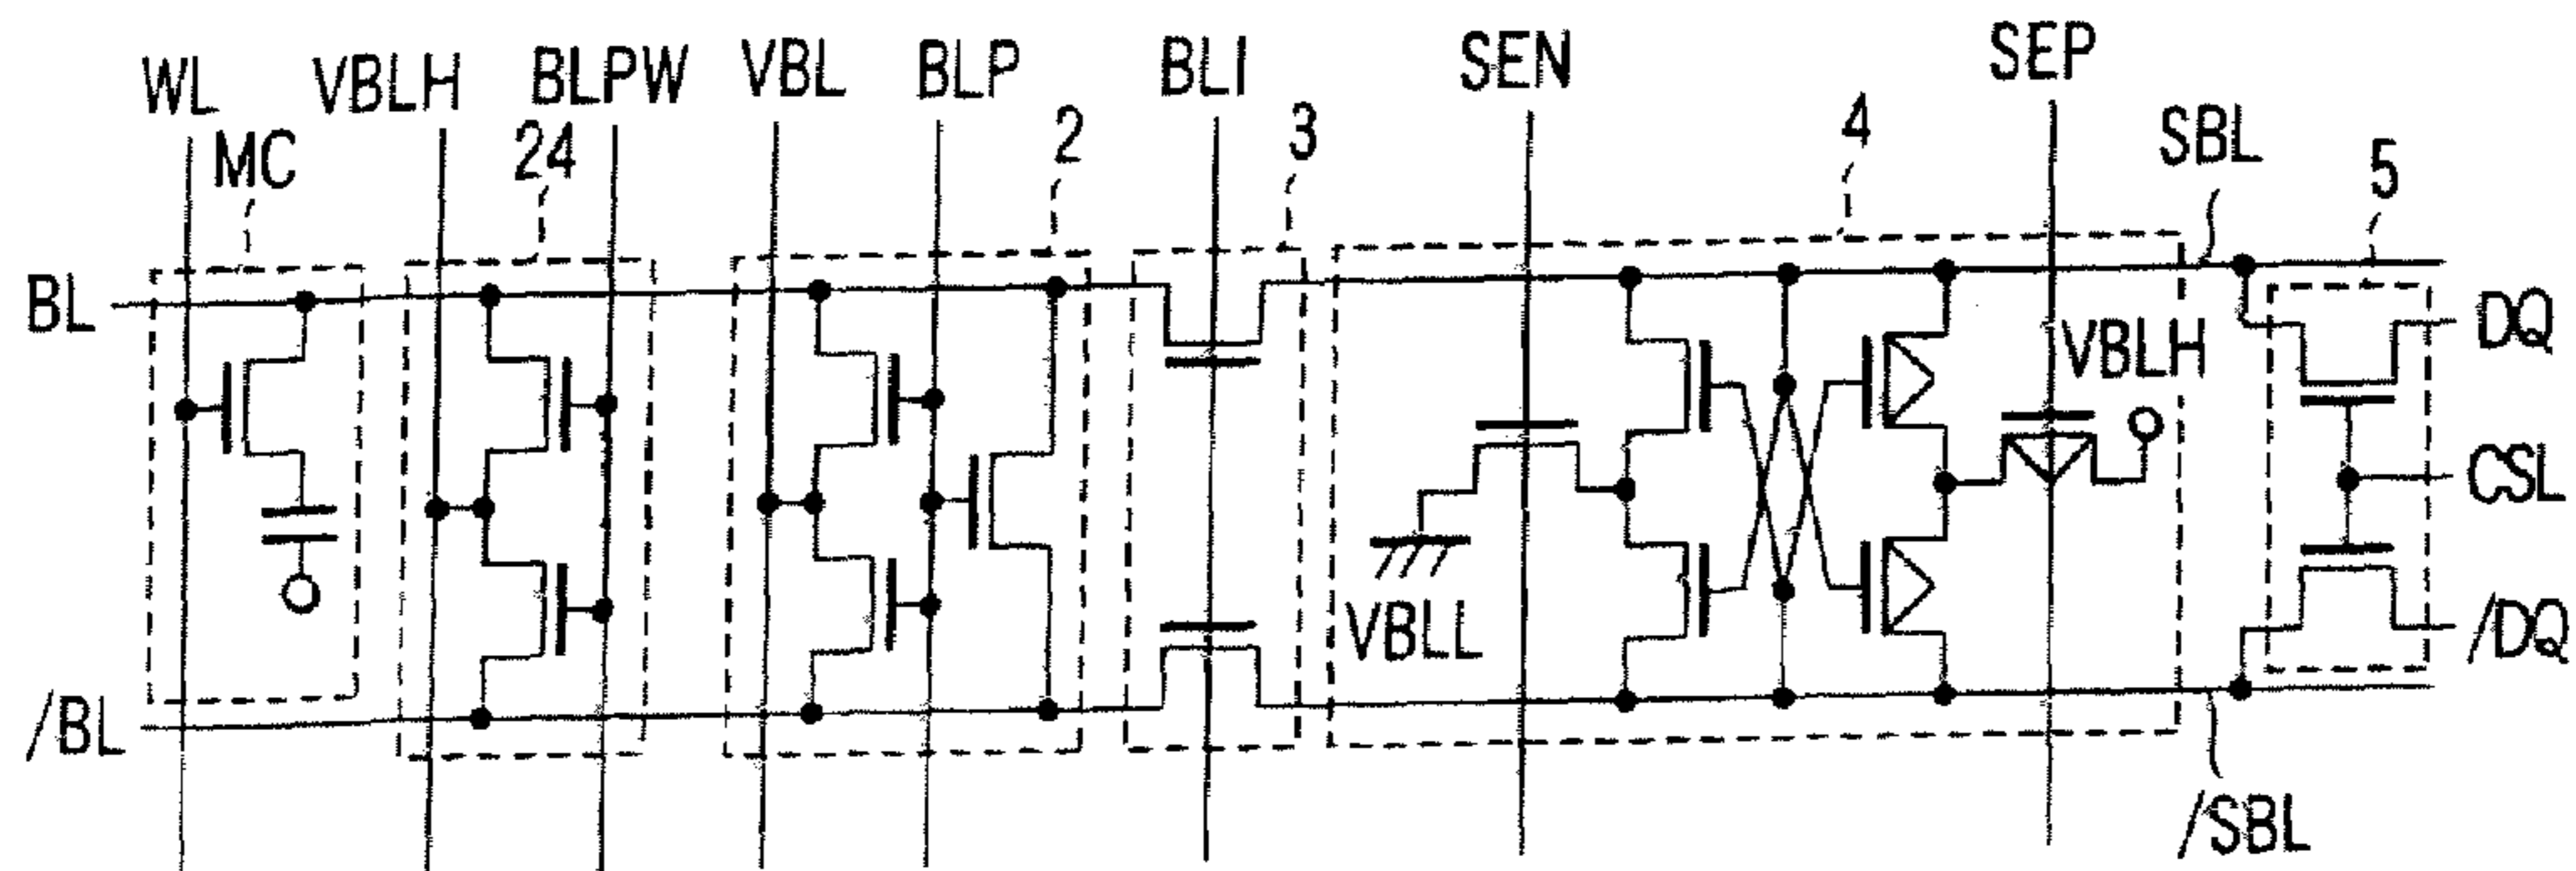 WL VBLH BLPW VBL BLP BLI SEN SEP
MC 24 2 3 4 SBL 5
BL DQ
VBLH
CSL
VBLL /DQ
/BL /SBL